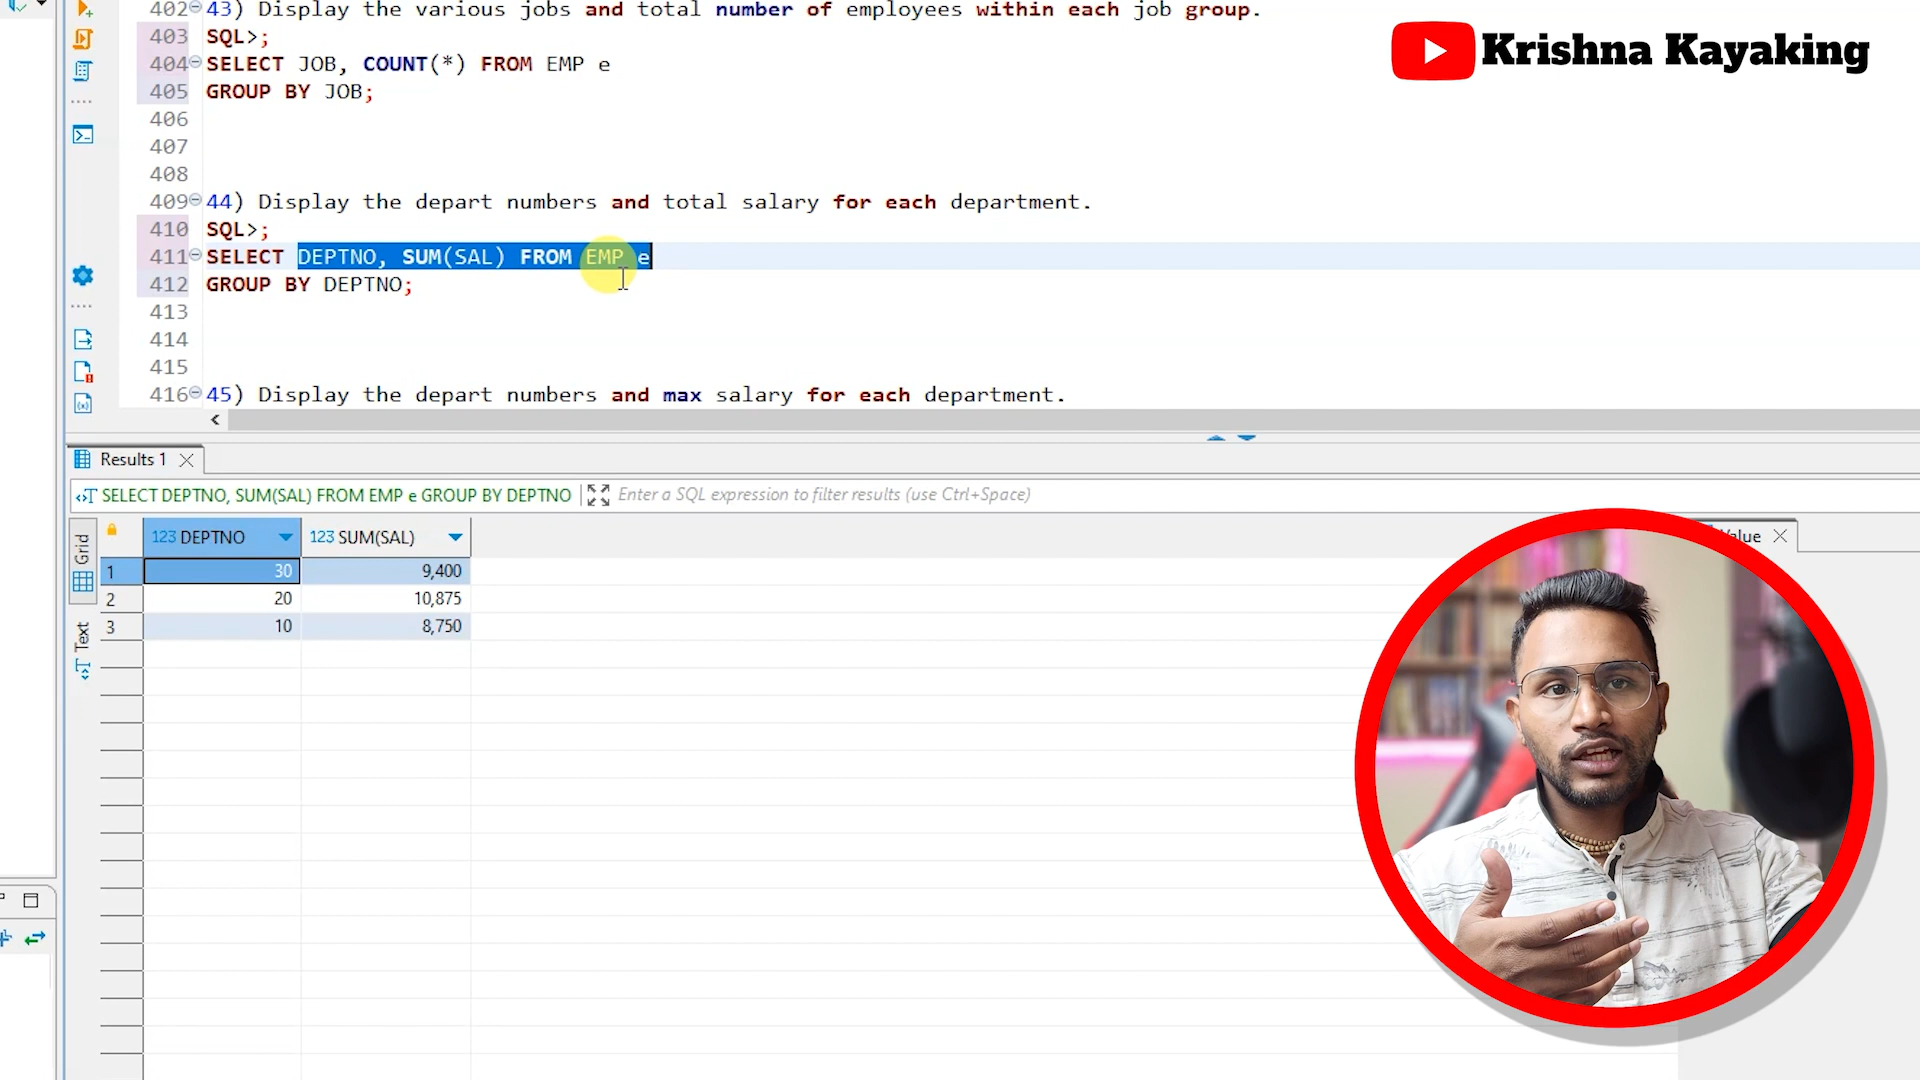 402 43) Display the various jobs and total number of employees within each job group.
403 SQL>;
404 SELECT JOB, COUNT(*) FROM EMP e
405 GROUP BY JOB;
406
407
408
409 44) Display the depart numbers and total salary for each department.
410 SQL>;
411 SELECT DEPTNO, SUM(SAL) FROM EMP e
412 GROUP BY DEPTNO;
413
414
415
416 45) Display the depart numbers and max salary for each department.
Krishna Kayaking
Results 1
SELECT DEPTNO, SUM(SAL) FROM EMP e GROUP BY DEPTNO
Enter a SQL expression to filter results (use Ctrl+Space)
Grid
Text
123 DEPTNO 123 SUM(SAL)
1 30 9,400
2 20 10,875
3 10 8,750